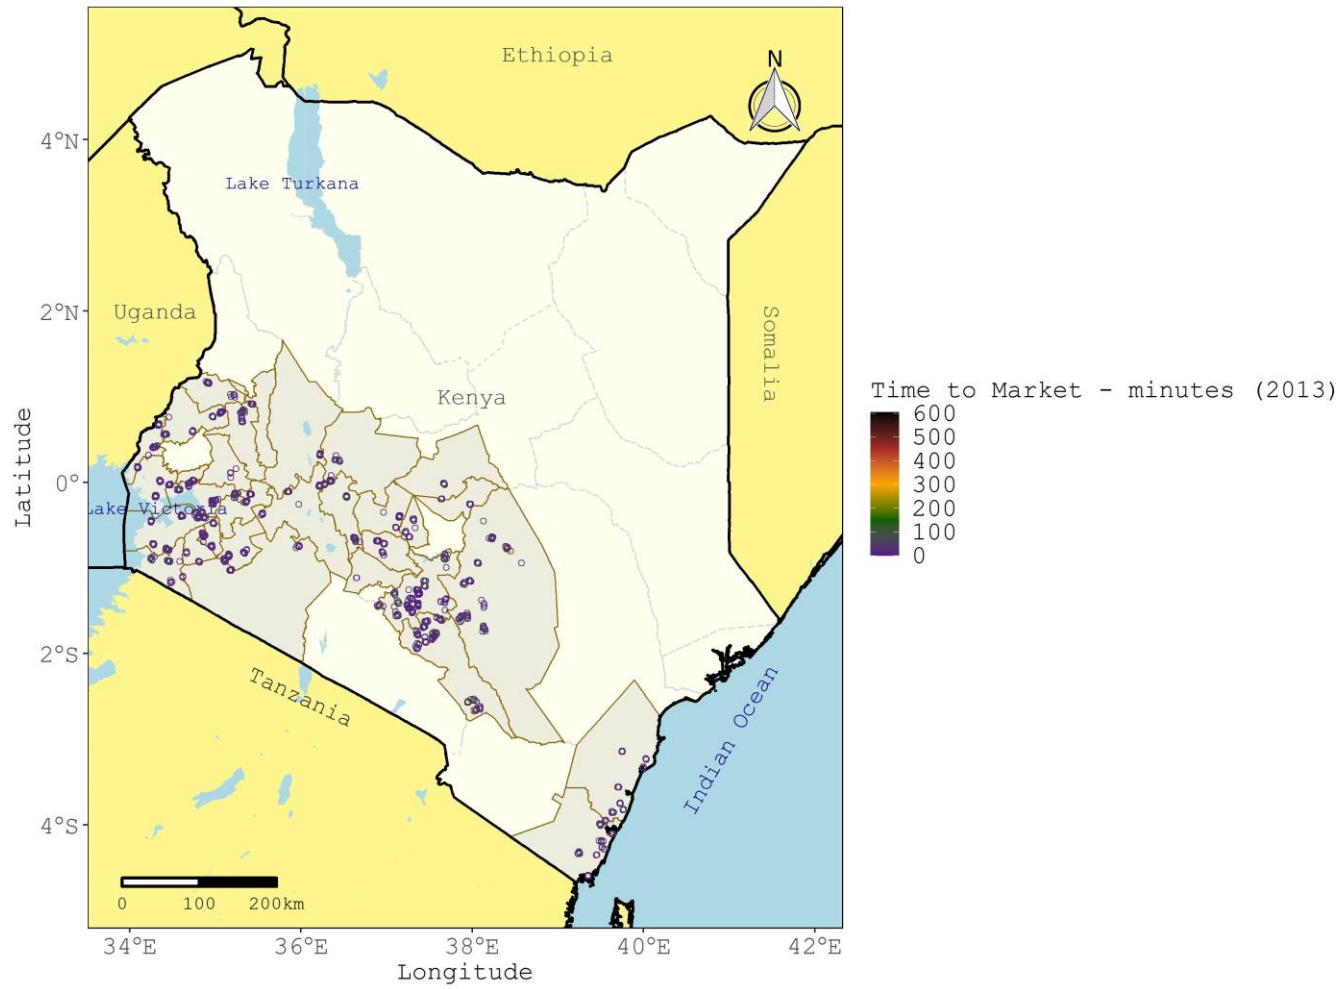 Ethiopia
N
4°N
Lake Turkana
2°N
Uganda
Somalia
Kenya
Time to Market - minutes (2013)
600
500
400
300
200
100
0
Latitude
0°
Lake Victoria
2°S
Tanzania
Indian Ocean
4°S
0 100 200km
34°E 36°E 38°E 40°E 42°E
Longitude